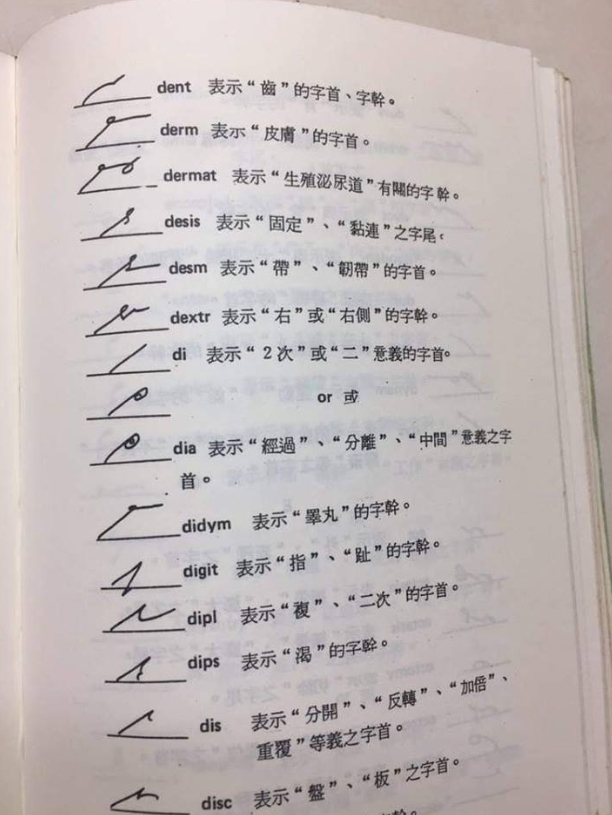 dent 表示“齒”的字首、字幹。
derm 表示“皮膚”的字首。
dermat 表示“生殖泌尿道”有關的字幹。
desis 表示“固定”、“黏連”之字尾。
desm 表示“帶”、“韌帶”的字首。
dextr 表示“右”或“右側”的字幹。
di 表示“2次”或“二”意義的字首。
or 或
dia 表示“經過”、“分離”、“中間”意義之字
首。
didym 表示“睪丸”的字幹。
digit 表示“指”、“趾”的字幹。
dipl 表示“複”、“二次”的字首。
dips 表示“渴”的字幹。
dis 表示“分開”、“反轉”、“加倍”、
重覆”等義之字首。
disc 表示“盤”、“板”之字首。